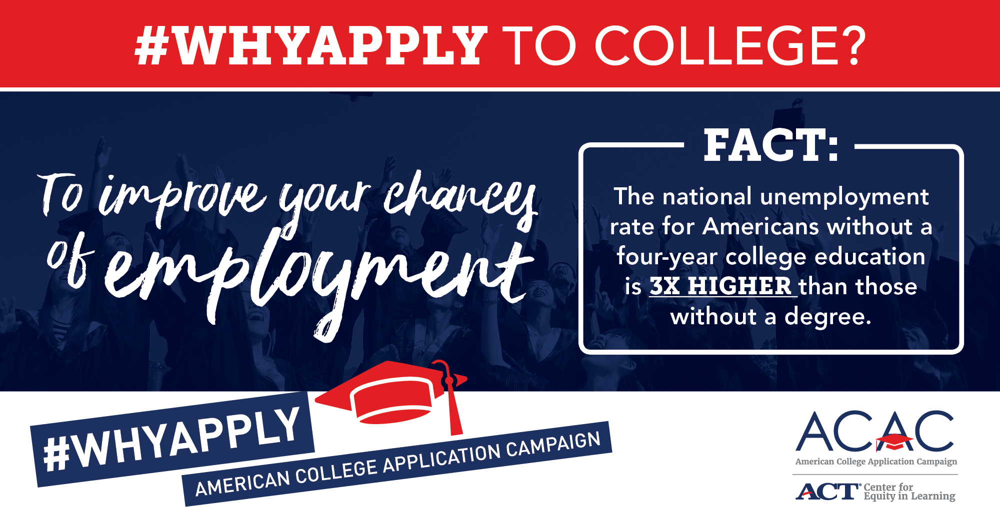 #WHYAPPLY TO COLLEGE?
To improve your chances
of employment
FACT:
The national unemployment
rate for Americans without a
four-year college education
is 3X HIGHER than those
without a degree.
#WHYAPPLY
AMERICAN COLLEGE APPLICATION CAMPAIGN
ACAC
American College Application Campaign
ACT® Center for
Equity in Learning